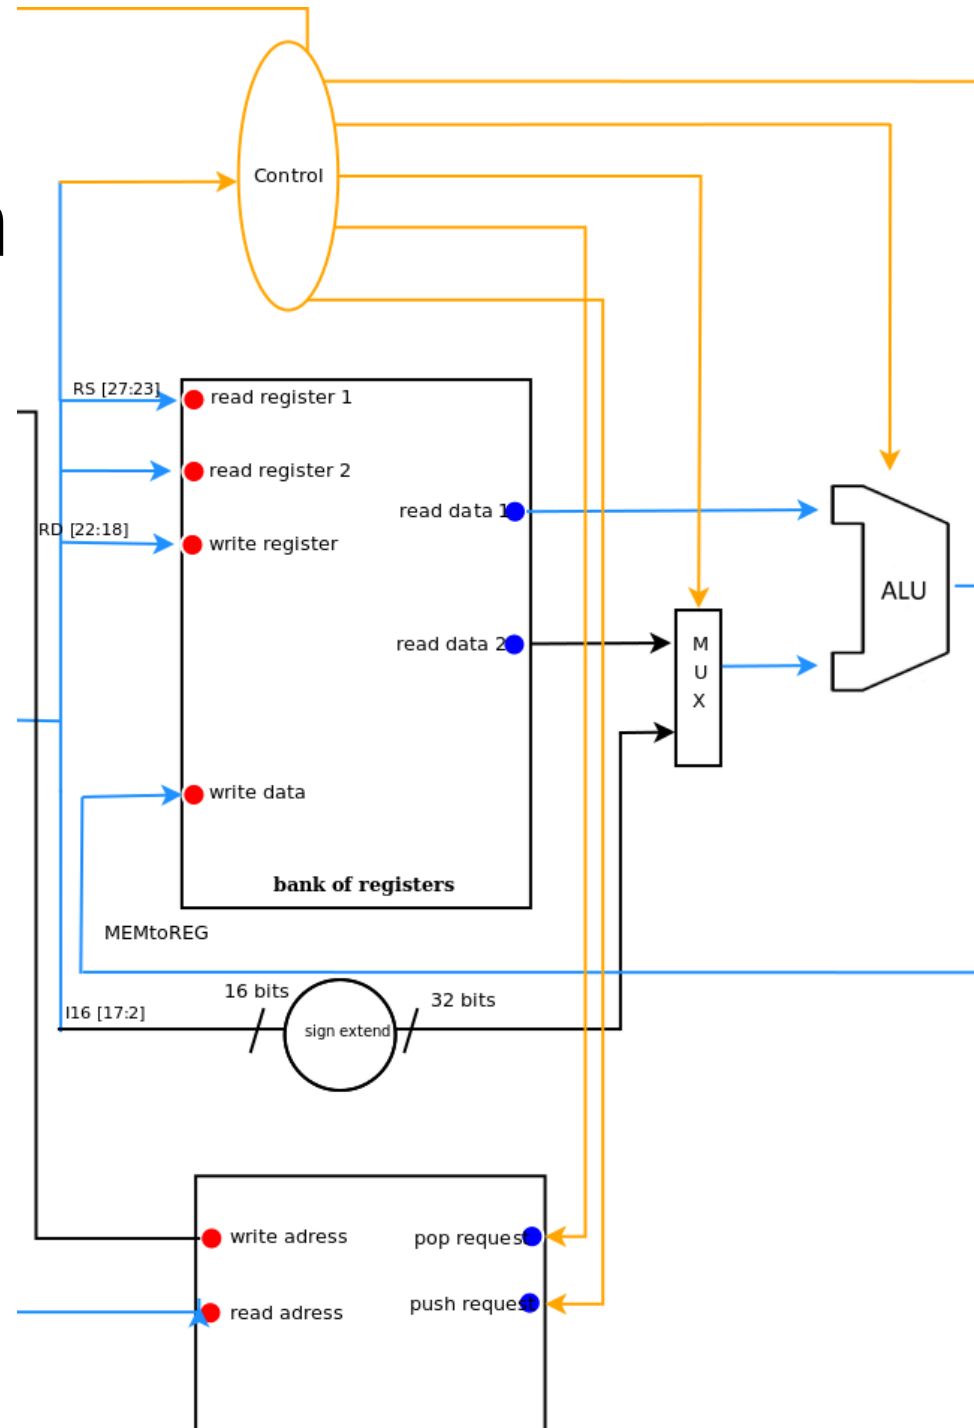 Control
RS [27:23]
read register 1
read register 2
read data 1
RD [22:18]
write register
ALU
read data 2
M
U
X
write data
bank of registers
MEMtoREG
16 bits
32 bits
I16 [17:2]
sign extend
write adress
pop request
read adress
push request